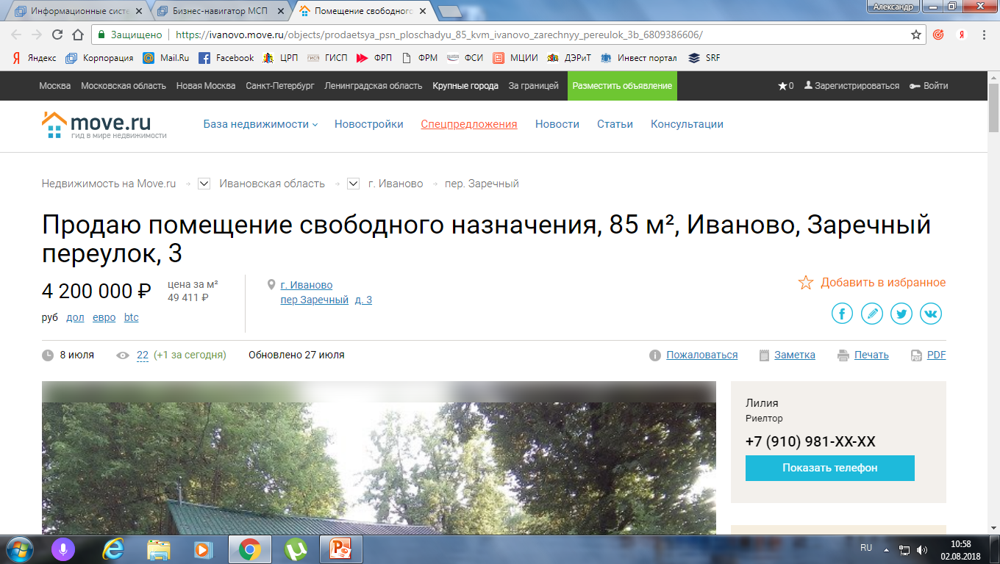 Информационные систе
Бизнес-навигатор МСП
Помещение свободного
Александр
Защищено
https://ivanovo.move.ru/objects/prodaetsya_psn_ploschadyu_85_kvm_ivanovo_zarechnyy_pereulok_3b_6809386606/
Яндекс Корпорация Mail.Ru Facebook ЦРП ГИСП ФРП ФРМ ФСИ МЦИИ ДЭРиТ Инвест портал SRF
Москва Московская область Новая Москва Санкт-Петербург Ленинградская область Крупные города За границей Разместить объявление 0 Зарегистрироваться Войти
move.ru
гид в мире недвижимости
База недвижимости Новостройки Спецпредложения Новости Статьи Консультации
Недвижимость на Move.ru Ивановская область г. Иваново пер. Заречный
Продаю помещение свободного назначения, 85 м², Иваново, Заречный
переулок, 3
4 200 000 ₽
цена за м²
49 411 ₽
руб дол евро btc
г. Иваново
пер Заречный д. 3
Добавить в избранное
8 июля 22 (+1 за сегодня) Обновлено 27 июля
Пожаловаться Заметка Печать PDF
Лилия
Риелтор
+7 (910) 981-XX-XX
Показать телефон
RU
10:58
02.08.2018